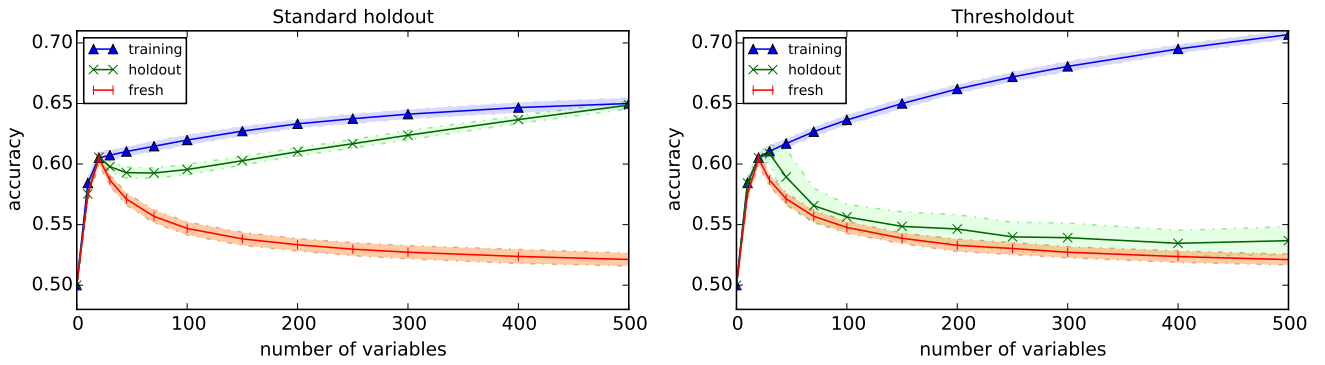 Standard holdout
0.70
0.65
0.60
0.55
0.50
accuracy
training
holdout
fresh
0 100 200 300 400 500
number of variables
Thresholdout
0.70
0.65
0.60
0.55
0.50
accuracy
training
holdout
fresh
0 100 200 300 400 500
number of variables